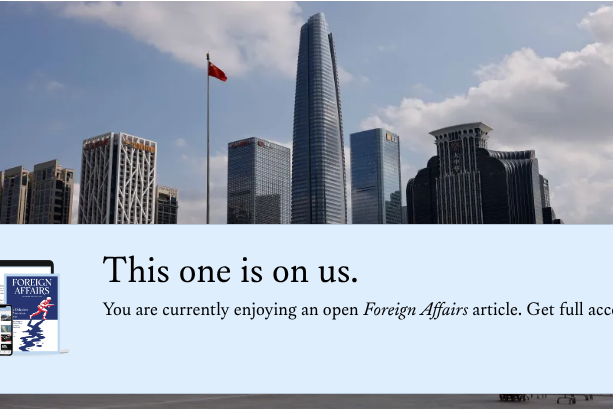 This one is on us.
FOREIGN
AFFAIRS
You are currently enjoying an open Foreign Affairs article. Get full acc